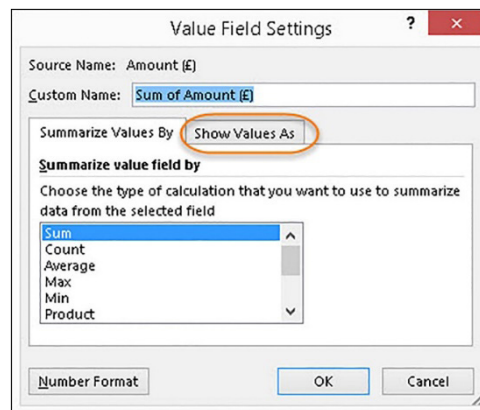 Value Field Settings
?
×
Source Name: Amount (£)
Custom Name: Sum of Amount (£)
Summarize Values By
Show Values As
Summarize value field by
Choose the type of calculation that you want to use to summarize
data from the selected field
Sum
Count
Average
Max
Min
Product
Number Format
OK
Cancel